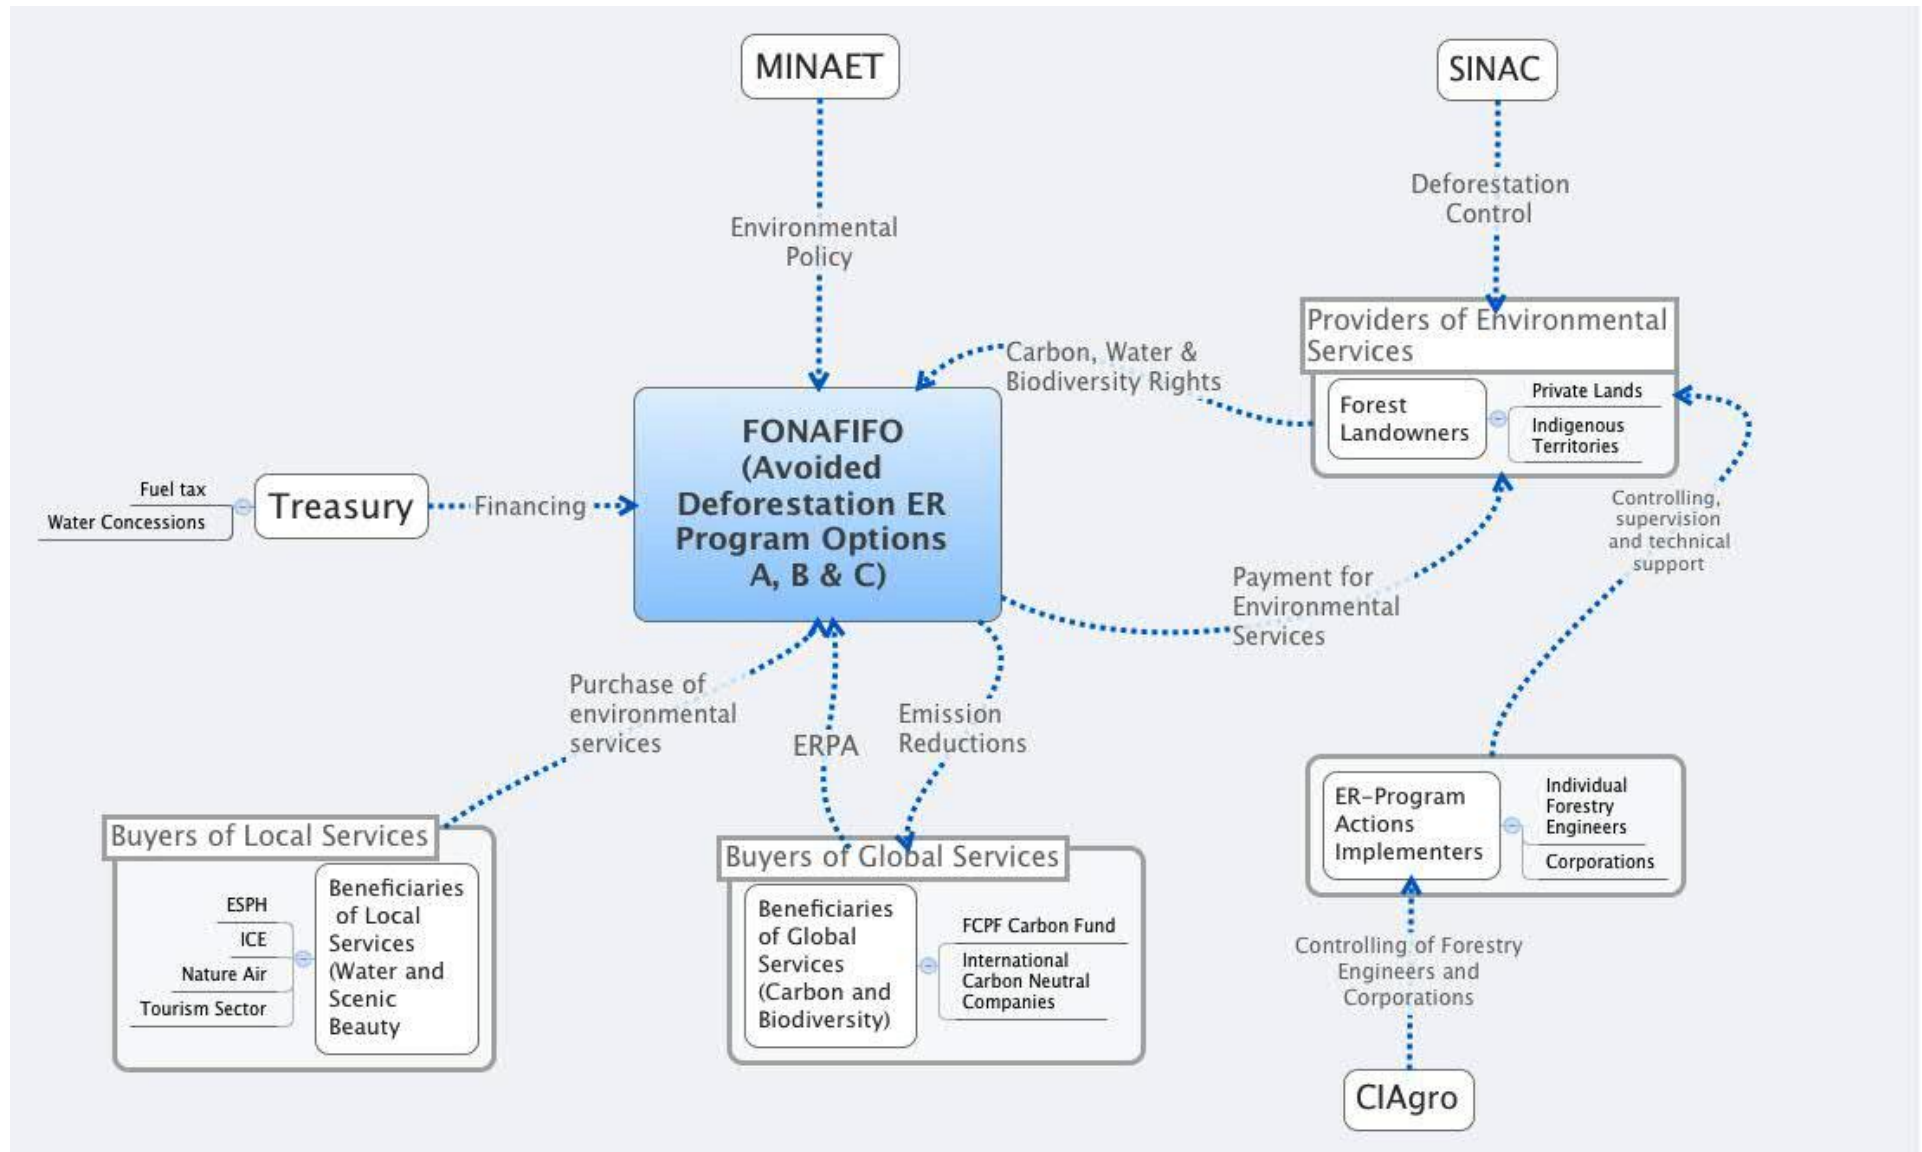 MINAET
SINAC
Environmental
Policy
Deforestation
Control
Providers of Environmental
Services
Forest
Landowners
Private Lands
Indigenous
Territories
Carbon, Water &
Biodiversity Rights
FONAFIFO
(Avoided
Deforestation ER
Program Options
A, B & C)
Fuel tax
Water Concessions
Treasury
Financing
Controlling,
supervision
and technical
support
Payment for
Environmental
Services
Purchase of
environmental
services
ERPA
Emission
Reductions
Buyers of Local Services
ESPH
ICE
Nature Air
Tourism Sector
Beneficiaries
of Local
Services
(Water and
Scenic
Beauty
Buyers of Global Services
Beneficiaries
of Global
Services
(Carbon and
Biodiversity)
FCPF Carbon Fund
International
Carbon Neutral
Companies
ER-Program
Actions
Implementers
Individual
Forestry
Engineers
Corporations
Controlling of Forestry
Engineers and
Corporations
CIAgro